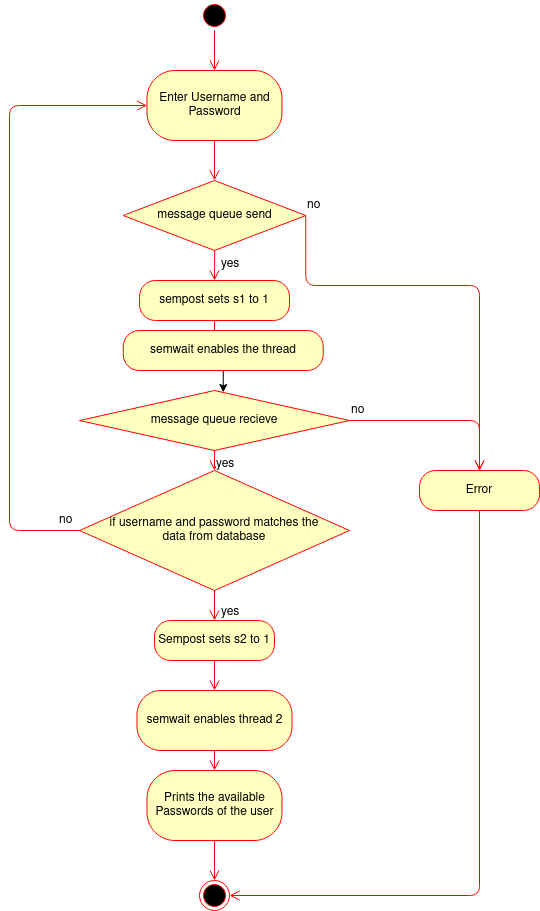 Enter Username and
Password
no
message queue send
yes
sempost sets s1 to 1
semwait enables the thread
no
message queue recieve
yes
Error
no
if username and password matches the
data from database
yes
Sempost sets s2 to 1
semwait enables thread 2
Prints the available
Passwords of the user